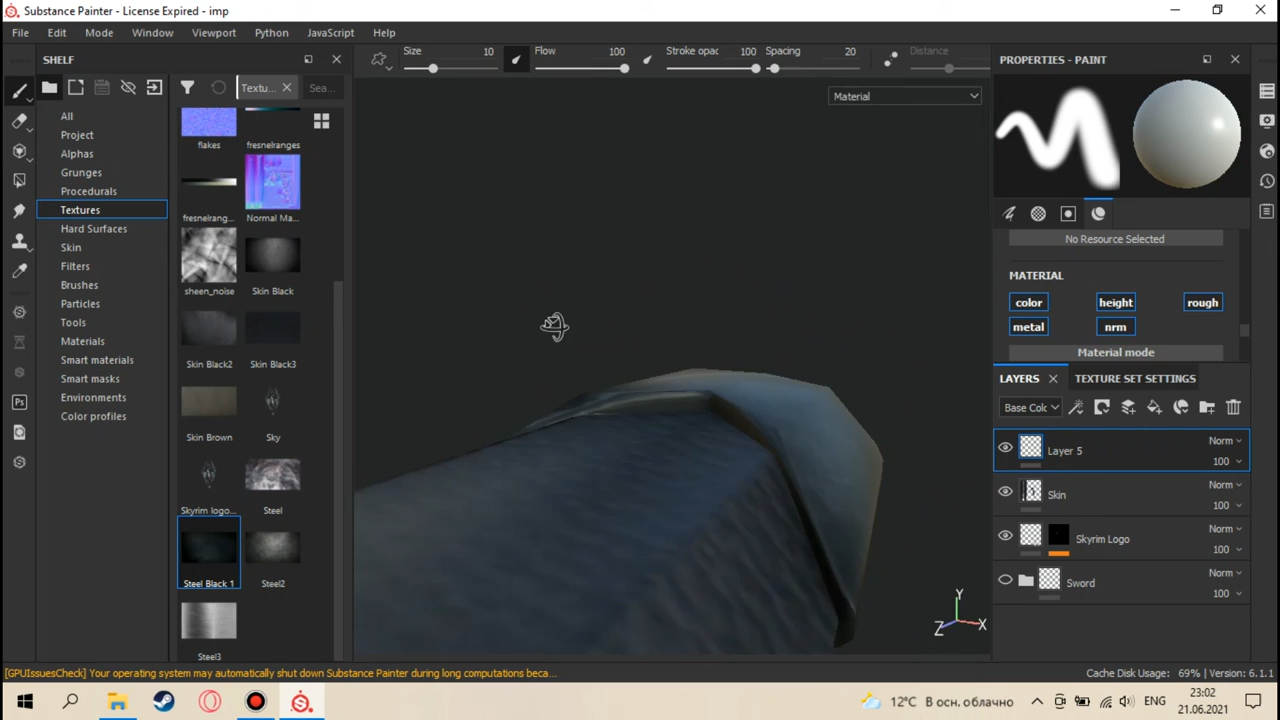 Substance Painter - License Expired - imp
File Edit Mode Window Viewport Python JavaScript Help
SHELF
Size 10 Flow 100 Stroke opac 100 Spacing 20 Distance
PROPERTIES - PAINT
Textu... Sea...
Material
All
Project
Alphas
Grunges
Procedurals
Textures
Hard Surfaces
Skin
Filters
Brushes
Particles
Tools
Materials
Smart materials
Smart masks
Environments
Color profiles
flakes fresnelranges
fresnelrang... Normal Ma...
sheen_noise Skin Black
Skin Black2 Skin Black3
Skin Brown Sky
Skyrim logo... Steel
Steel Black 1 Steel2
Steel3
No Resource Selected
MATERIAL
color height rough
metal nrm
Material mode
LAYERS TEXTURE SET SETTINGS
Base Colc
Layer 5 Norm 100
Skin Norm 100
Skyrim Logo Norm 100
Sword Norm 100
Y
Z X
Ps
[GPUIssuesCheck] Your operating system may automatically shut down Substance Painter during long computations beca...
Cache Disk Usage: 69% | Version: 6.1.1
12°C В осн. облачно ENG 23:02
21.06.2021